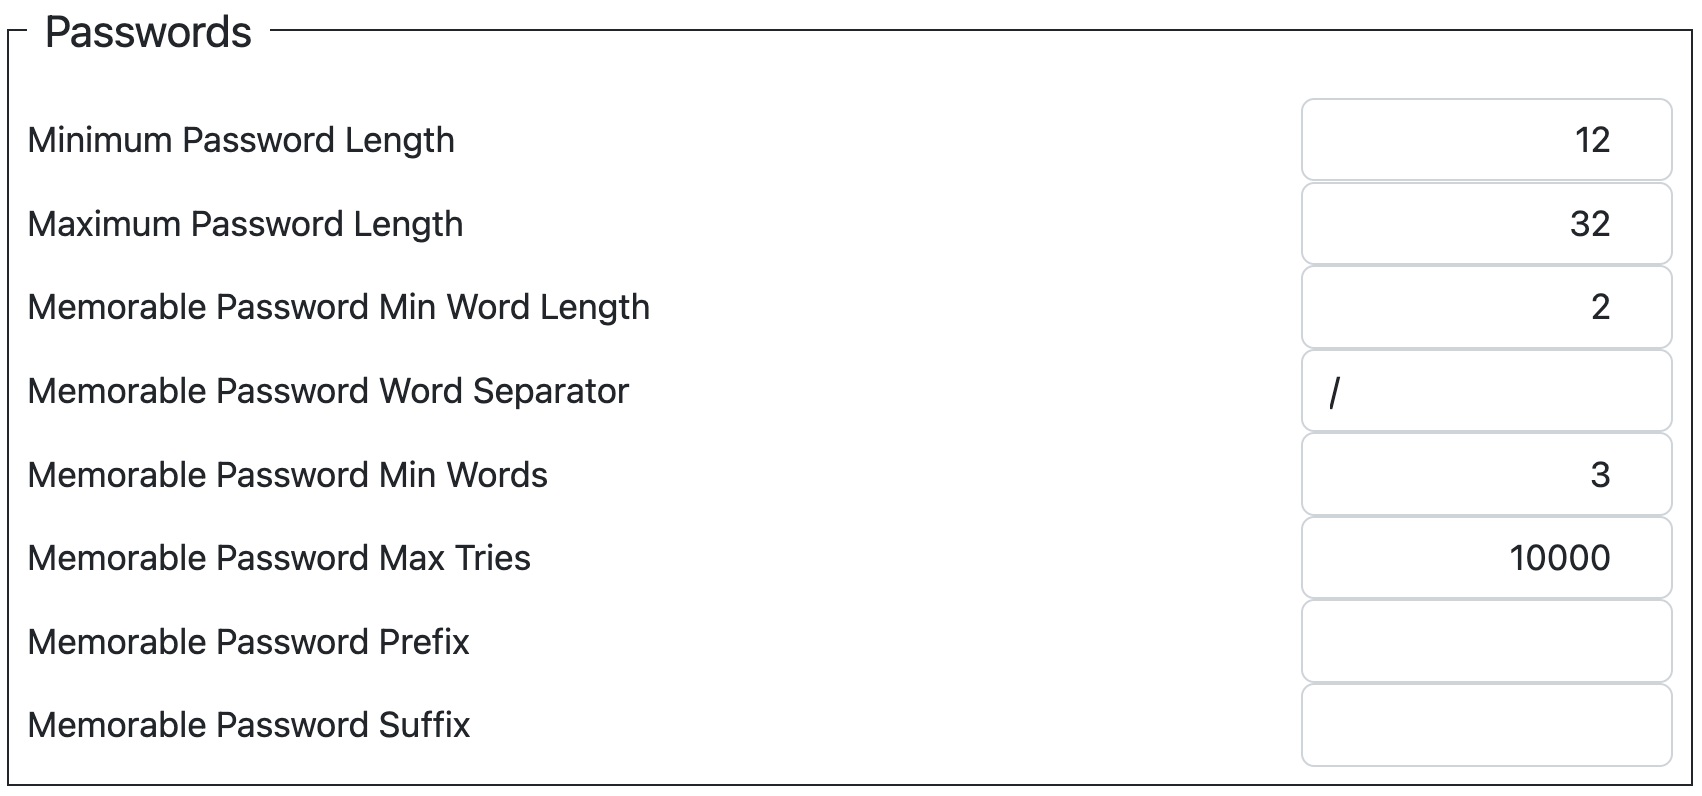 Passwords
Minimum Password Length 12
Maximum Password Length 32
Memorable Password Min Word Length 2
Memorable Password Word Separator /
Memorable Password Min Words 3
Memorable Password Max Tries 10000
Memorable Password Prefix
Memorable Password Suffix